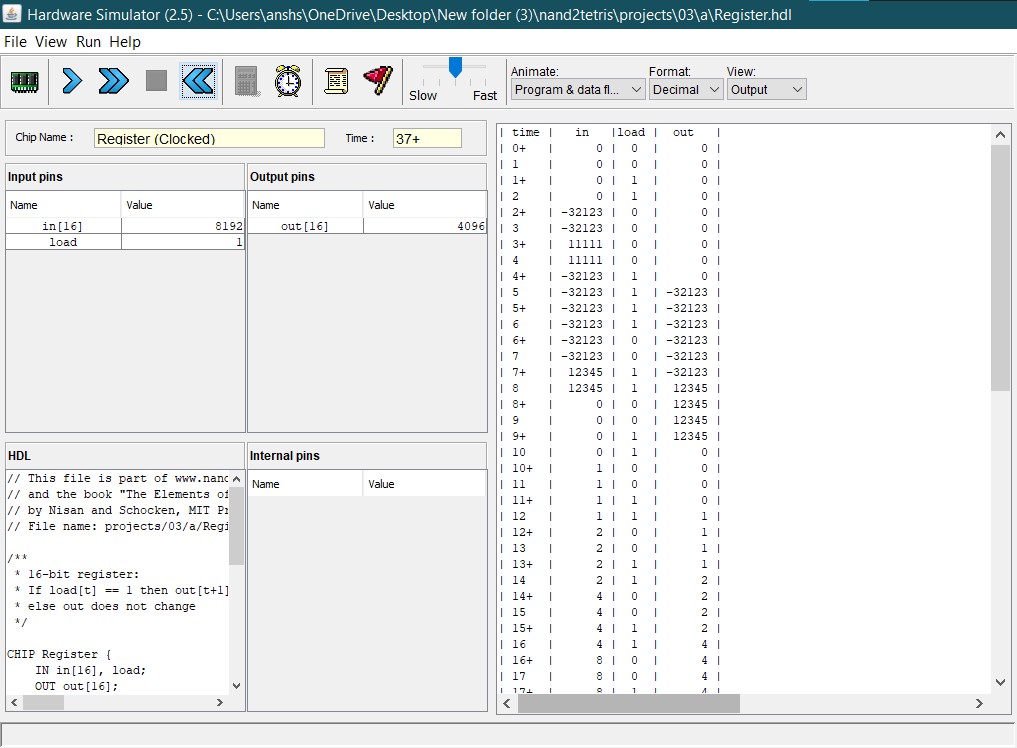 Hardware Simulator (2.5) - C:\Users\anshs\OneDrive\Desktop\New folder (3)\nand2tetris\projects\03\a\Register.hdl
File View Run Help
Slow Fast
Animate: Format: View:
Program & data fl... Decimal Output
Chip Name : Register (Clocked) Time : 37+
Input pins
Name Value
in[16] 8192
load 1
Output pins
Name Value
out[16] 4096
HDL
// This file is part of www.nand
// and the book "The Elements of
// by Nisan and Schocken, MIT Pr
// File name: projects/03/a/Regi
/**
* 16-bit register:
* If load[t] == 1 then out[t+1]
* else out does not change
*/
CHIP Register {
IN in[16], load;
OUT out[16];
Internal pins
Name Value
| time | in |load | out |
| 0+ | 0 | 0 | 0 |
| 1 | 0 | 0 | 0 |
| 1+ | 0 | 1 | 0 |
| 2 | 0 | 1 | 0 |
| 2+ | -32123 | 0 | 0 |
| 3 | -32123 | 0 | 0 |
| 3+ | 11111 | 0 | 0 |
| 4 | 11111 | 0 | 0 |
| 4+ | -32123 | 1 | 0 |
| 5 | -32123 | 1 | -32123 |
| 5+ | -32123 | 1 | -32123 |
| 6 | -32123 | 1 | -32123 |
| 6+ | -32123 | 0 | -32123 |
| 7 | -32123 | 0 | -32123 |
| 7+ | 12345 | 1 | -32123 |
| 8 | 12345 | 1 | 12345 |
| 8+ | 0 | 0 | 12345 |
| 9 | 0 | 0 | 12345 |
| 9+ | 0 | 1 | 12345 |
| 10 | 0 | 1 | 0 |
| 10+ | 1 | 0 | 0 |
| 11 | 1 | 0 | 0 |
| 11+ | 1 | 1 | 0 |
| 12 | 1 | 1 | 1 |
| 12+ | 2 | 0 | 1 |
| 13 | 2 | 0 | 1 |
| 13+ | 2 | 1 | 1 |
| 14 | 2 | 1 | 2 |
| 14+ | 4 | 0 | 2 |
| 15 | 4 | 0 | 2 |
| 15+ | 4 | 1 | 2 |
| 16 | 4 | 1 | 4 |
| 16+ | 8 | 0 | 4 |
| 17 | 8 | 0 | 4 |
| 17+ | 8 | 1 | 4 |